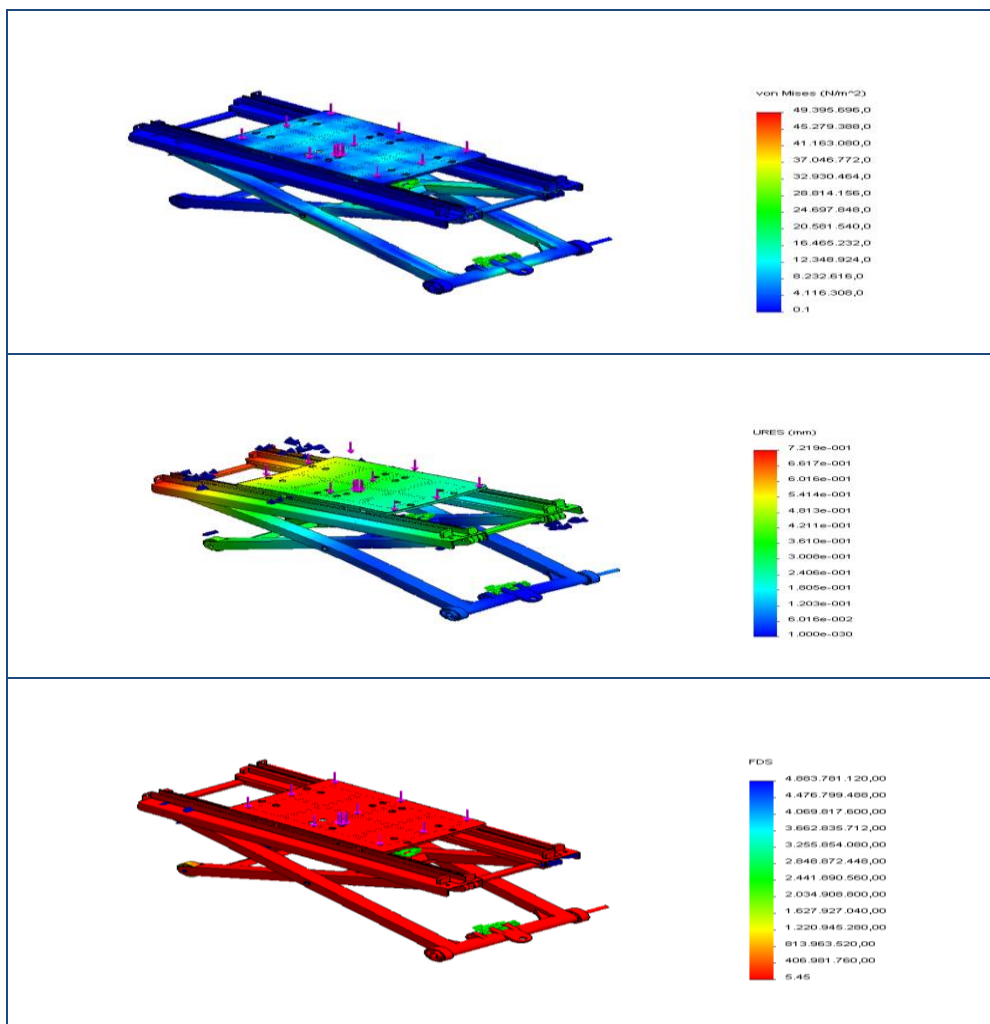 von Mises (N/m^2)
49.395.696,0
45.279.388,0
41.163.080,0
37.046.772,0
32.930.464,0
28.814.156,0
24.697.848,0
20.581.540,0
16.465.232,0
12.348.924,0
8.232.616,0
4.116.308,0
0.1
URES (mm)
7.219e-001
6.617e-001
6.016e-001
5.414e-001
4.813e-001
4.211e-001
3.610e-001
3.008e-001
2.406e-001
1.805e-001
1.203e-001
6.016e-002
1.000e-030
FDS
4.883.781.120,00
4.476.799.488,00
4.069.817.600,00
3.662.835.712,00
3.255.854.080,00
2.848.872.448,00
2.441.890.560,00
2.034.908.800,00
1.627.927.040,00
1.220.945.280,00
813.963.520,00
406.981.760,00
5.45